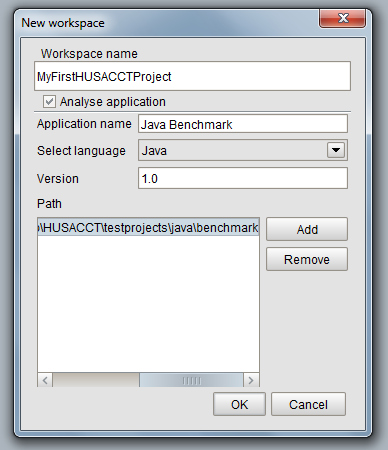 New workspace
Workspace name
MyFirstHUSACCTProject
Analyse application
Application name Java Benchmark
Select language Java
Version 1.0
Path
\HUSACCT\testprojects\java\benchmark
Add
Remove
OK Cancel